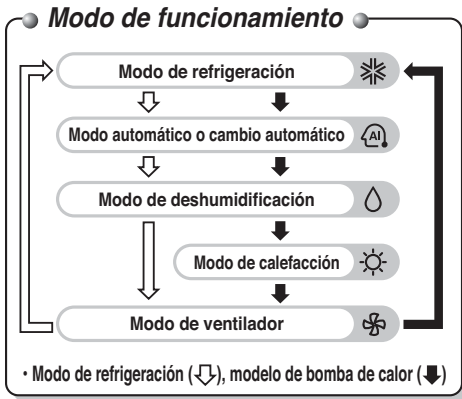 Modo de funcionamiento
Modo de refrigeración
Modo automático o cambio automático
AI
Modo de deshumidificación
Modo de calefacción
Modo de ventilador
· Modo de refrigeración (⇩), modelo de bomba de calor (⬇)